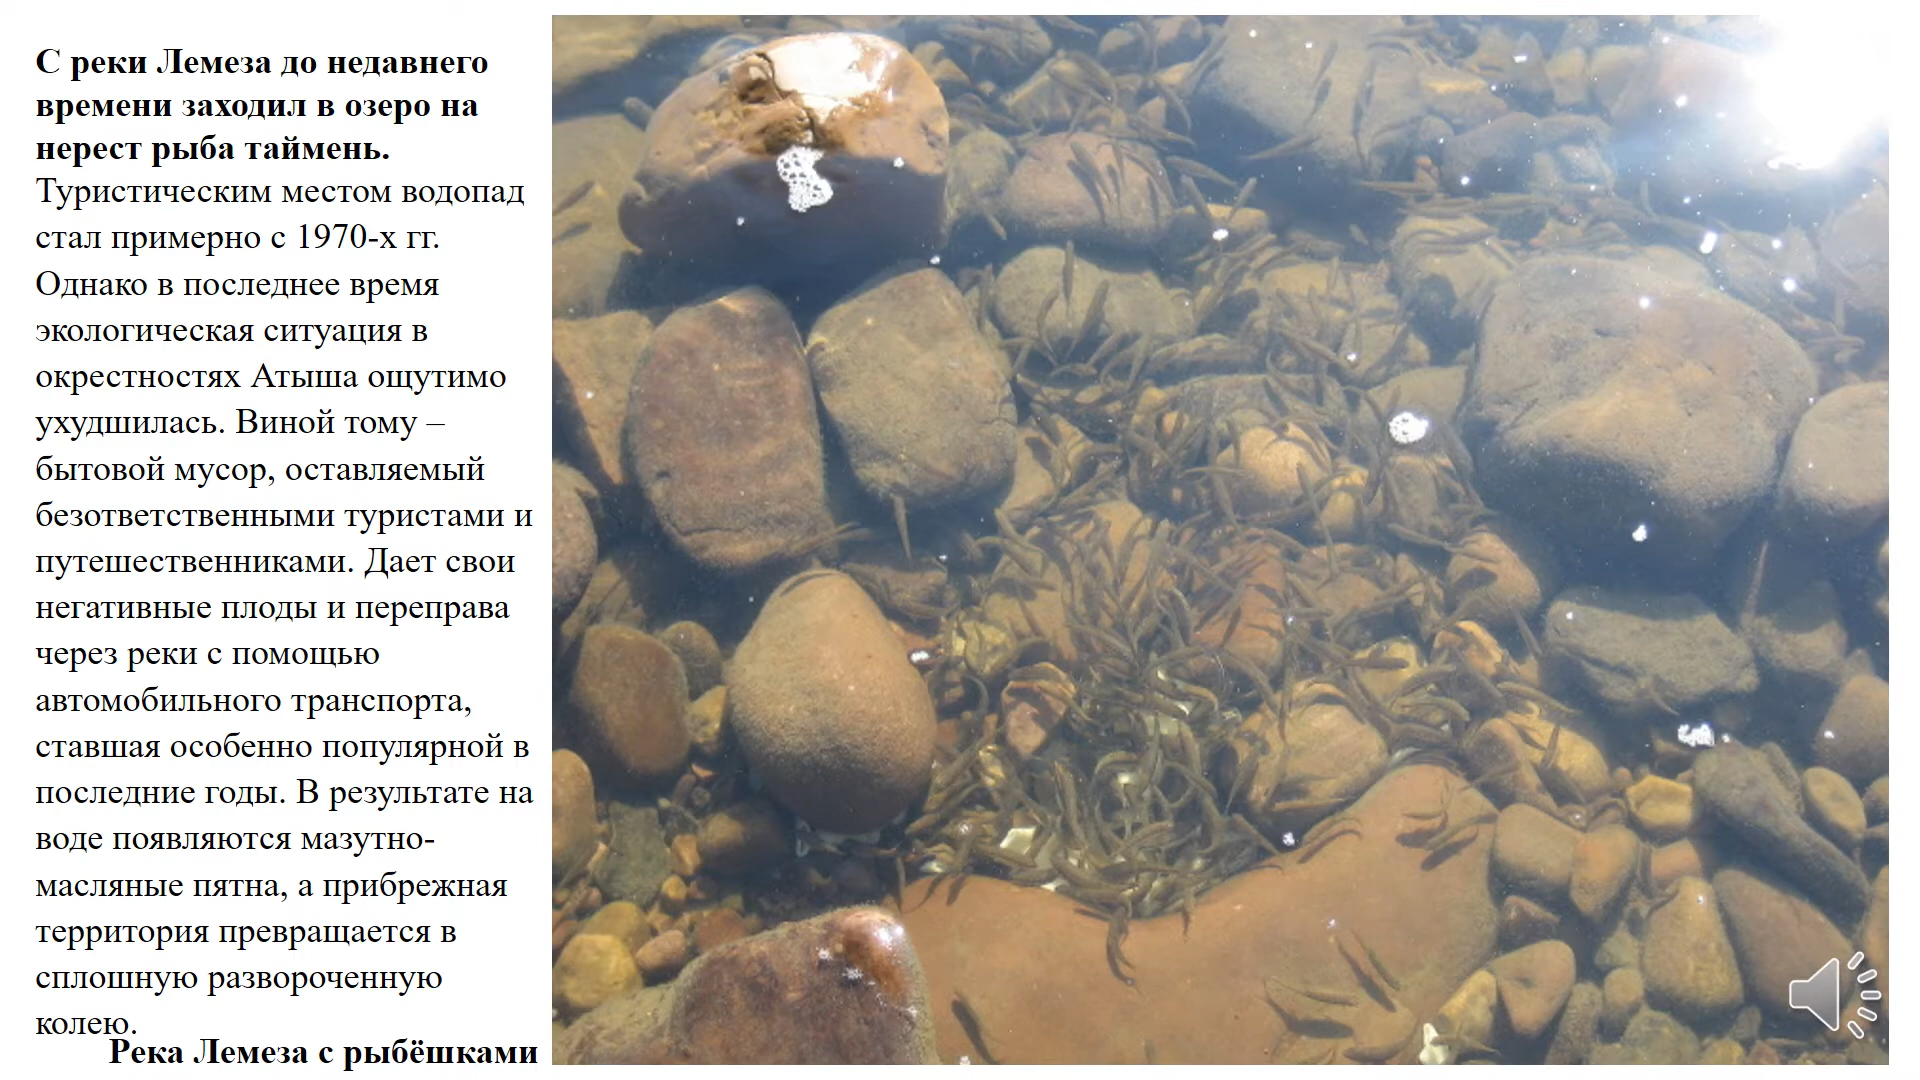 С реки Лемеза до недавнего
времени заходил в озеро на
нерест рыба таймень.
Туристическим местом водопад
стал примерно с 1970-х гг.
Однако в последнее время
экологическая ситуация в
окрестностях Атыша ощутимо
ухудшилась. Виной тому –
бытовой мусор, оставляемый
безответственными туристами и
путешественниками. Дает свои
негативные плоды и переправа
через реки с помощью
автомобильного транспорта,
ставшая особенно популярной в
последние годы. В результате на
воде появляются мазутно-
масляные пятна, а прибрежная
территория превращается в
сплошную развороченную
колею.
Река Лемеза с рыбёшками